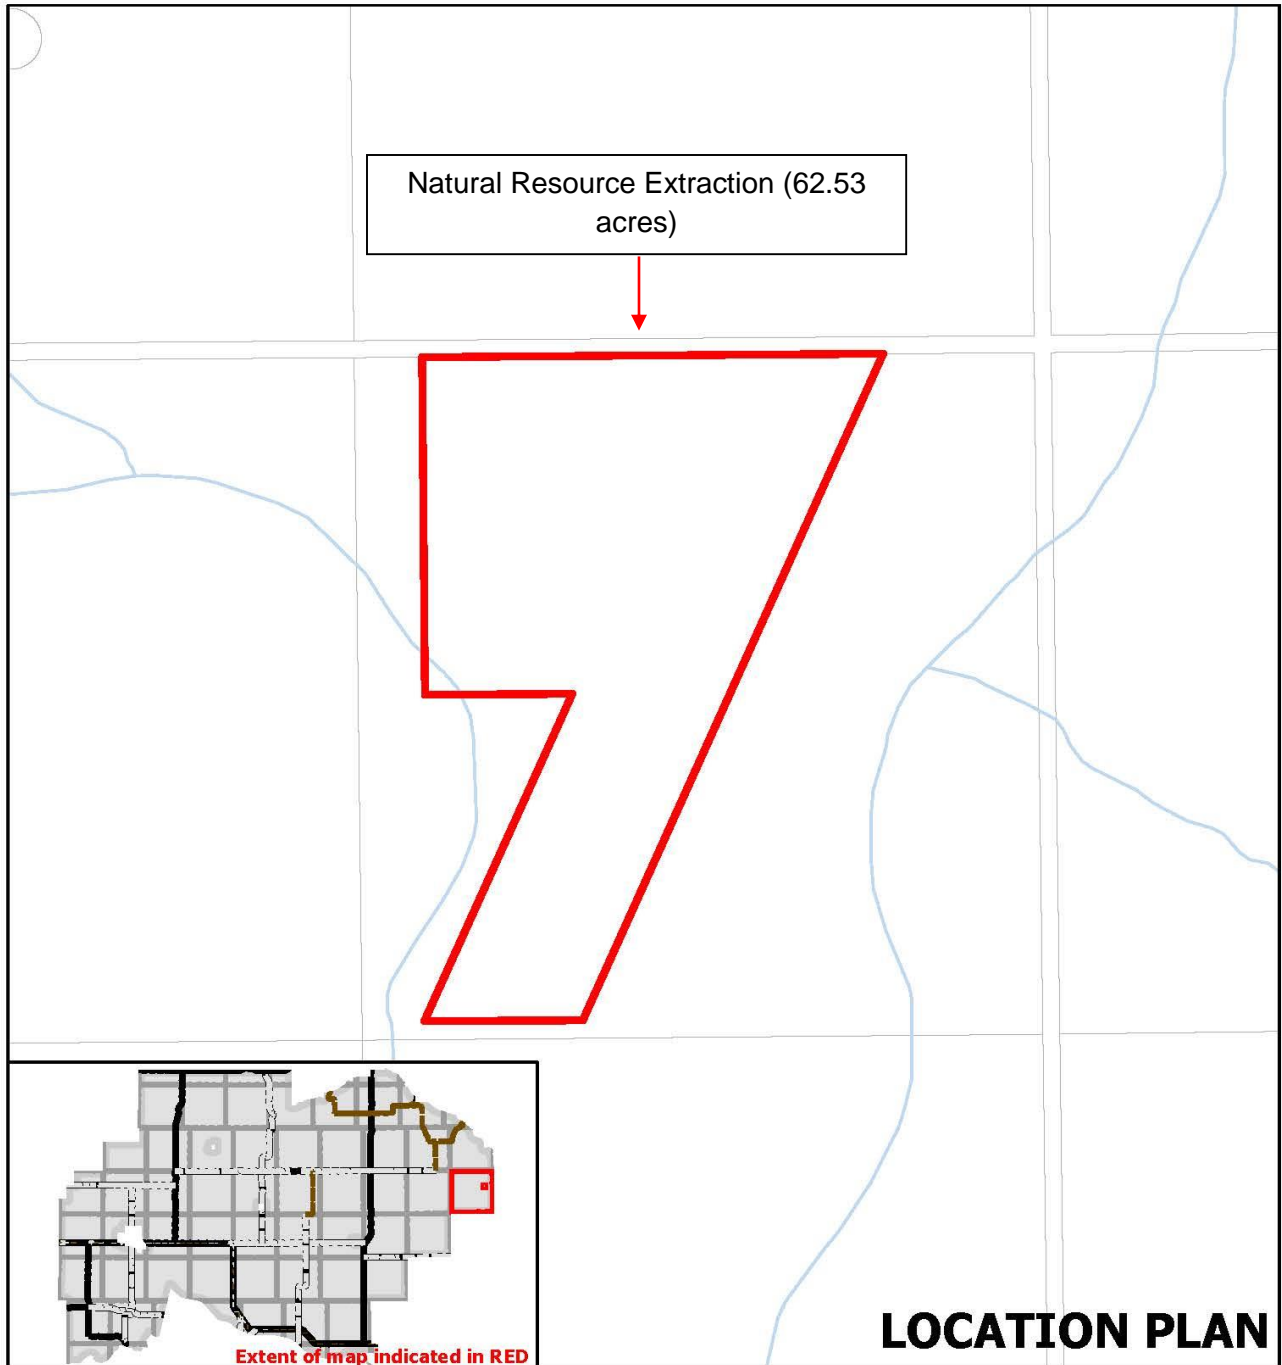 Natural Resource Extraction (62.53
acres)
Extent of map indicated in RED
LOCATION PLAN